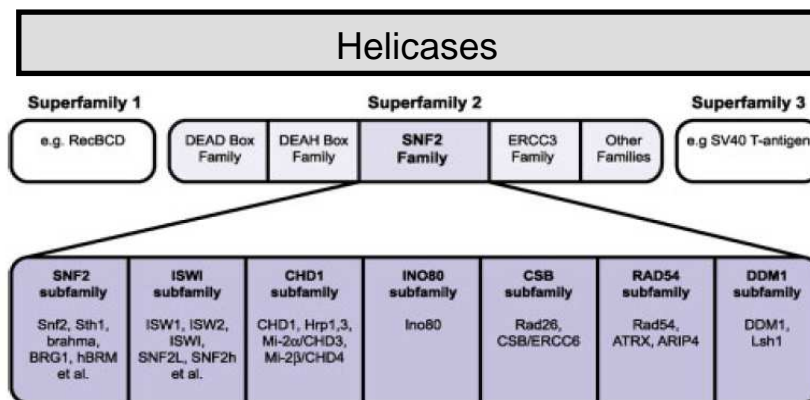 Helicases
Superfamily 1
Superfamily 2
Superfamily 3
e.g. RecBCD
DEAD Box
Family
DEAH Box
Family
SNF2
Family
ERCC3
Family
Other
Families
e.g SV40 T-antigen
SNF2
subfamily
Snf2, Sth1,
brahma,
BRG1, hBRM
et al.
ISWI
subfamily
ISW1, ISW2,
ISWI,
SNF2L, SNF2h
et al.
CHD1
subfamily
CHD1, Hrp1,3,
Mi-2α/CHD3,
Mi-2β/CHD4
INO80
subfamily
Ino80
CSB
subfamily
Rad26,
CSB/ERCC6
RAD54
subfamily
Rad54,
ATRX, ARIP4
DDM1
subfamily
DDM1,
Lsh1